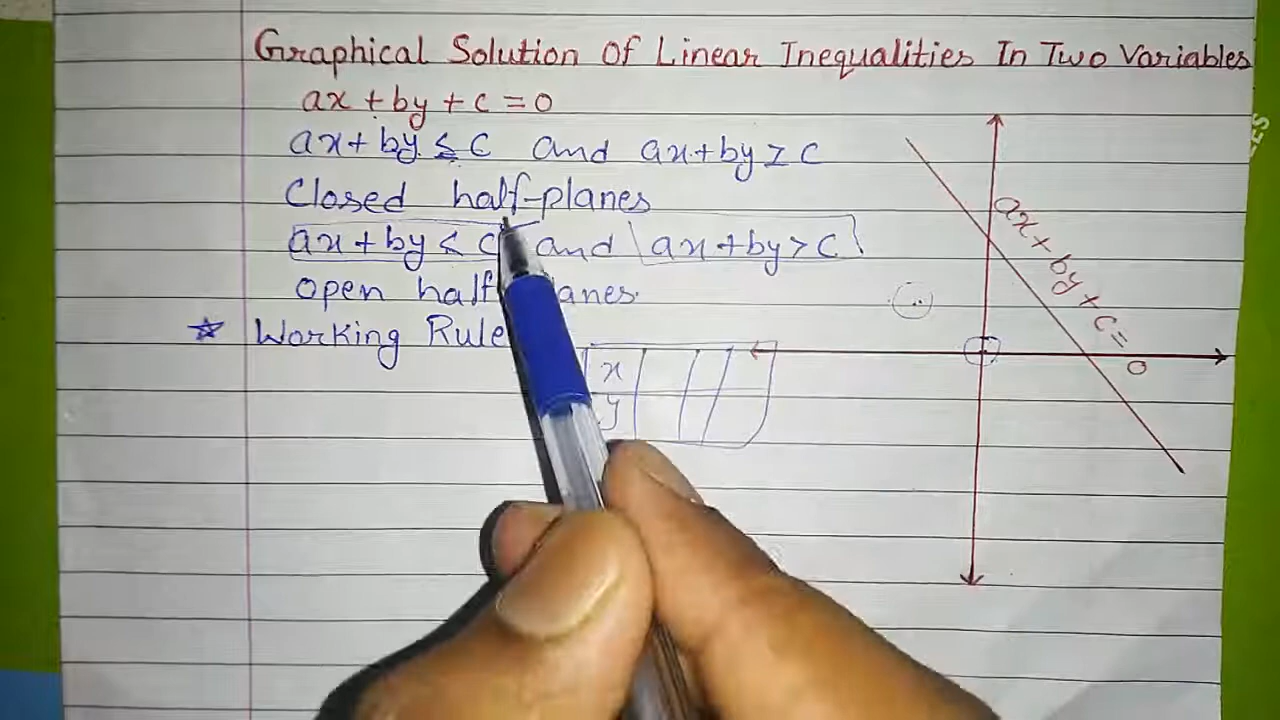 Graphical Solution Of Linear Inequalities In Two Variables
ax + by + c = 0
ax + by ≤ c and ax + by ≥ c
Closed half-planes
ax + by < c and ax + by > c
open half anes.
☆ Working Rule
x
y
ax + by + c = 0